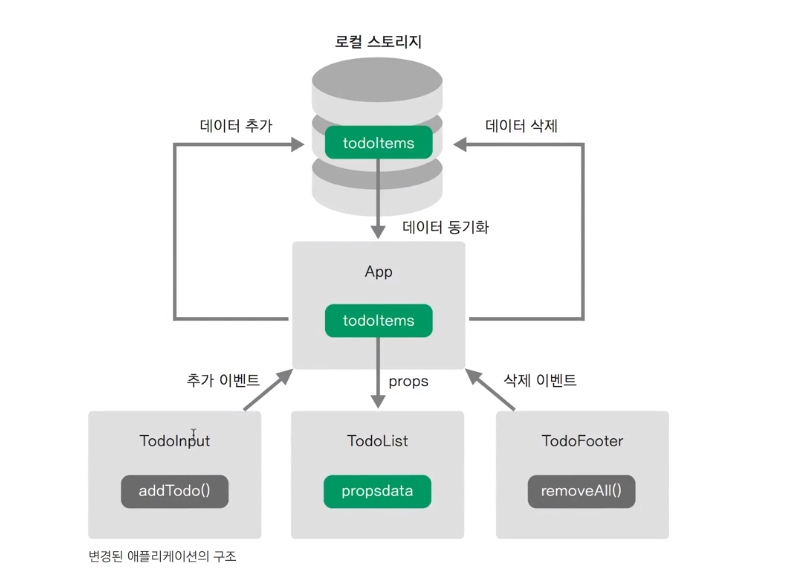 로컬 스토리지
데이터 추가
데이터 삭제
todoItems
데이터 동기화
App
todoItems
추가 이벤트
props
삭제 이벤트
TodoInput
TodoList
TodoFooter
addTodo()
propsdata
removeAll()
변경된 애플리케이션의 구조